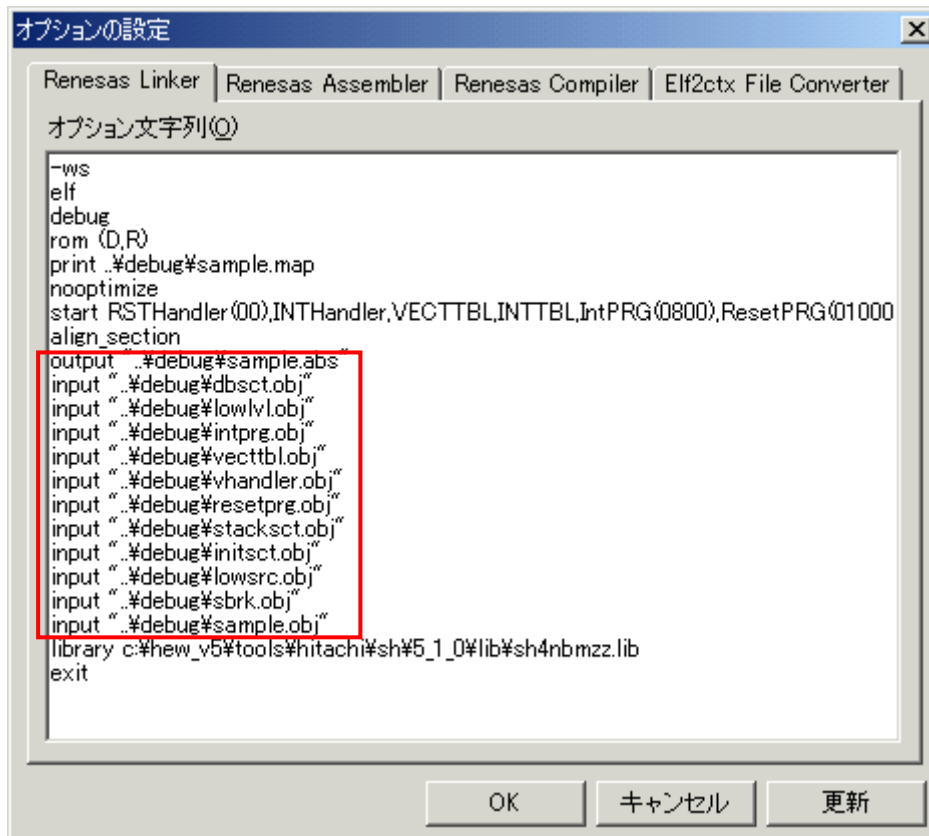 オプションの設定
Renesas Linker Renesas Assembler Renesas Compiler Elf2ctx File Converter
オプション文字列(O)
-ws
elf
debug
rom (D,R)
print ..¥debug¥sample.map
nooptimize
start RSTHandler(00),INTHandler,VECTTBL,INTTBL,IntPRG(0800),ResetPRG(01000
align_section
output "..¥debug¥sample.abs"
input "..¥debug¥dbsct.obj"
input "..¥debug¥lowlvl.obj"
input "..¥debug¥intprg.obj"
input "..¥debug¥vecttbl.obj"
input "..¥debug¥vhandler.obj"
input "..¥debug¥resetprg.obj"
input "..¥debug¥stacksct.obj"
input "..¥debug¥initsct.obj"
input "..¥debug¥lowsrc.obj"
input "..¥debug¥sbrk.obj"
input "..¥debug¥sample.obj"
library c:¥hew_v5¥tools¥hitachi¥sh¥5_1_0¥lib¥sh4nbmzz.lib
exit
OK キャンセル 更新